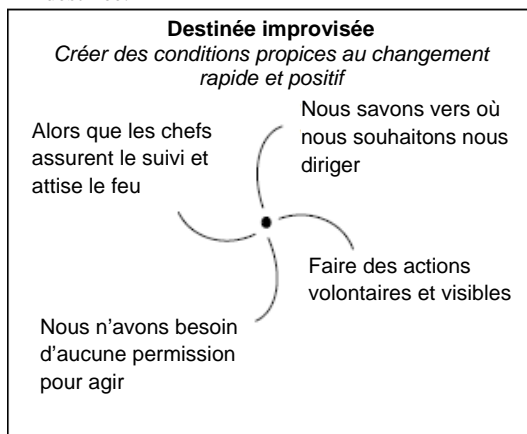 Destinée improvisée
Créer des conditions propices au changement
rapide et positif
Nous savons vers où
nous souhaitons nous
diriger
Alors que les chefs
assurent le suivi et
attise le feu
Faire des actions
volontaires et visibles
Nous n'avons besoin
d'aucune permission
pour agir